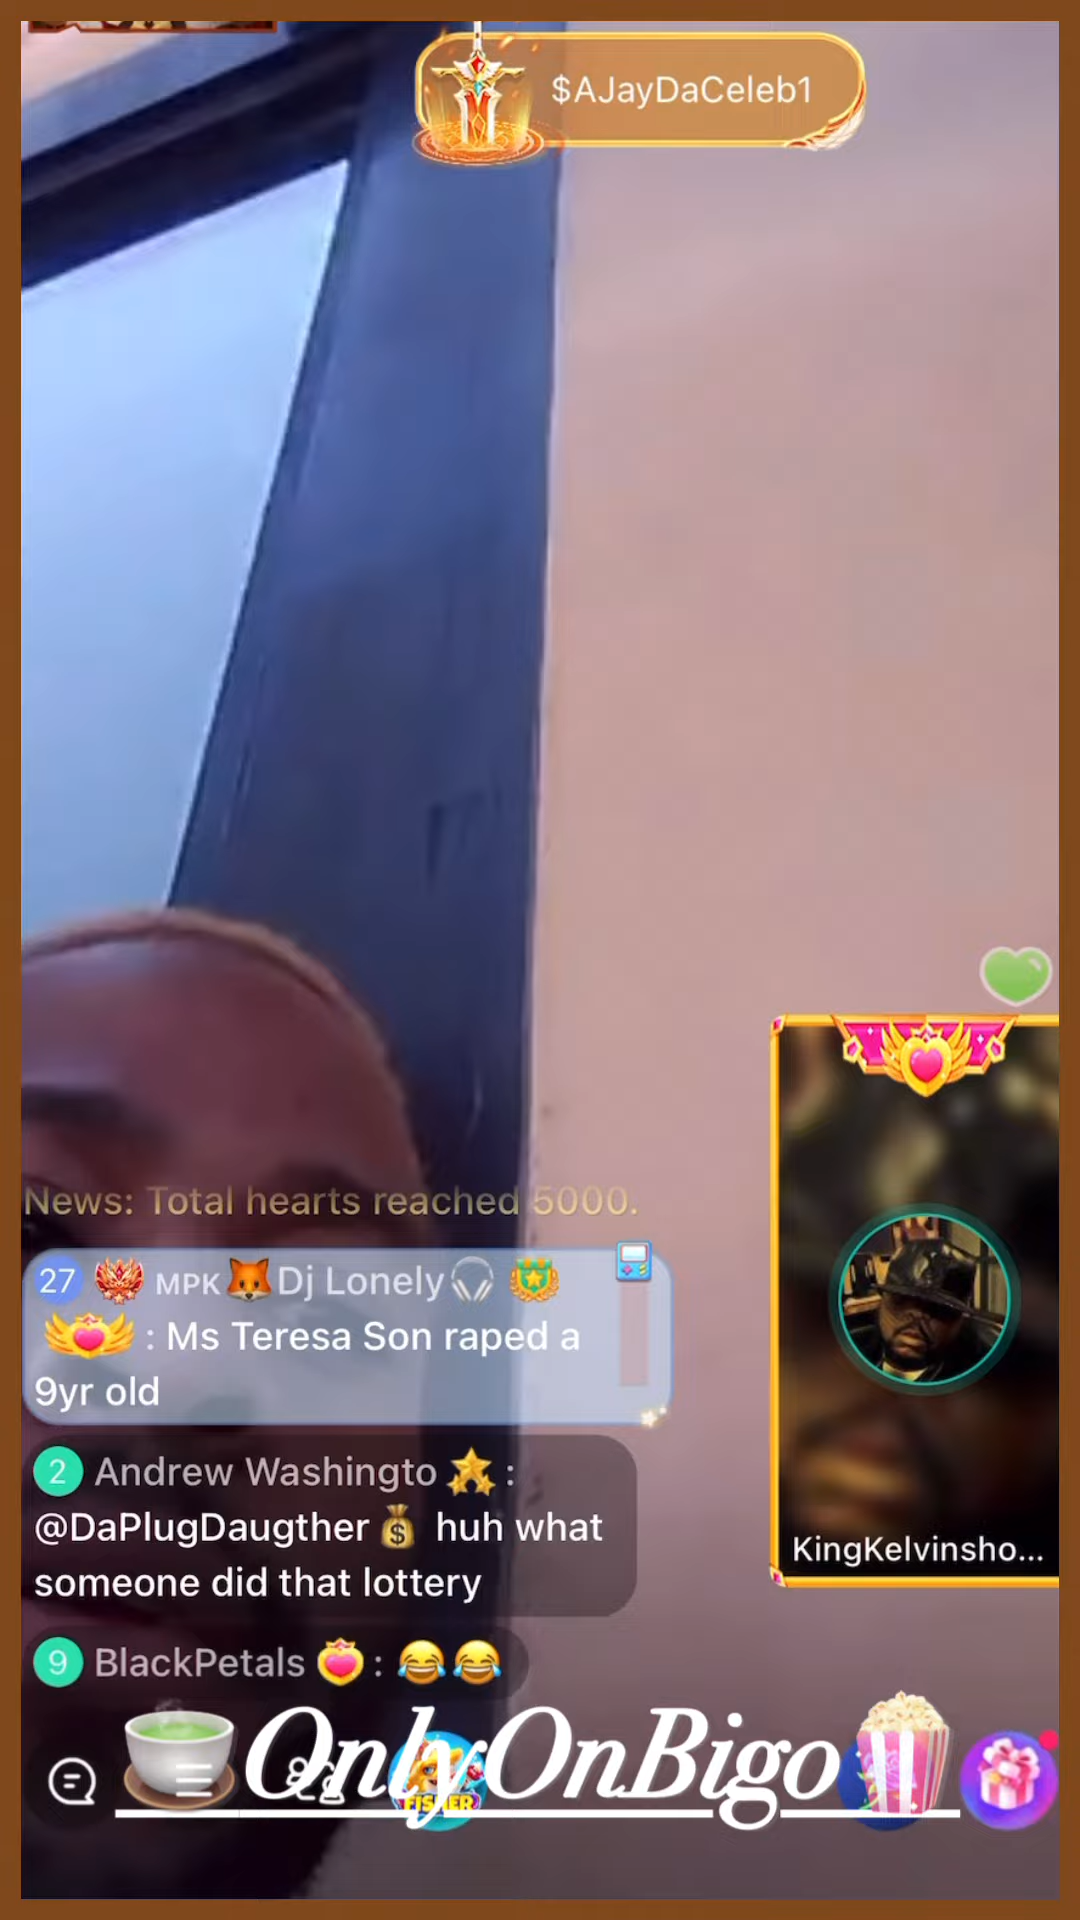 $AJayDaCeleb1
News: Total hearts reached 5000.
27 MPK🦊Dj Lonely🎧
: Ms Teresa Son raped a
9yr old
2 Andrew Washingto :
@DaPlugDaugther💰 huh what
someone did that lottery
KingKelvinsho...
9 BlackPetals : 😂😂
🍵OnlyOnBigo🍿
FISHER